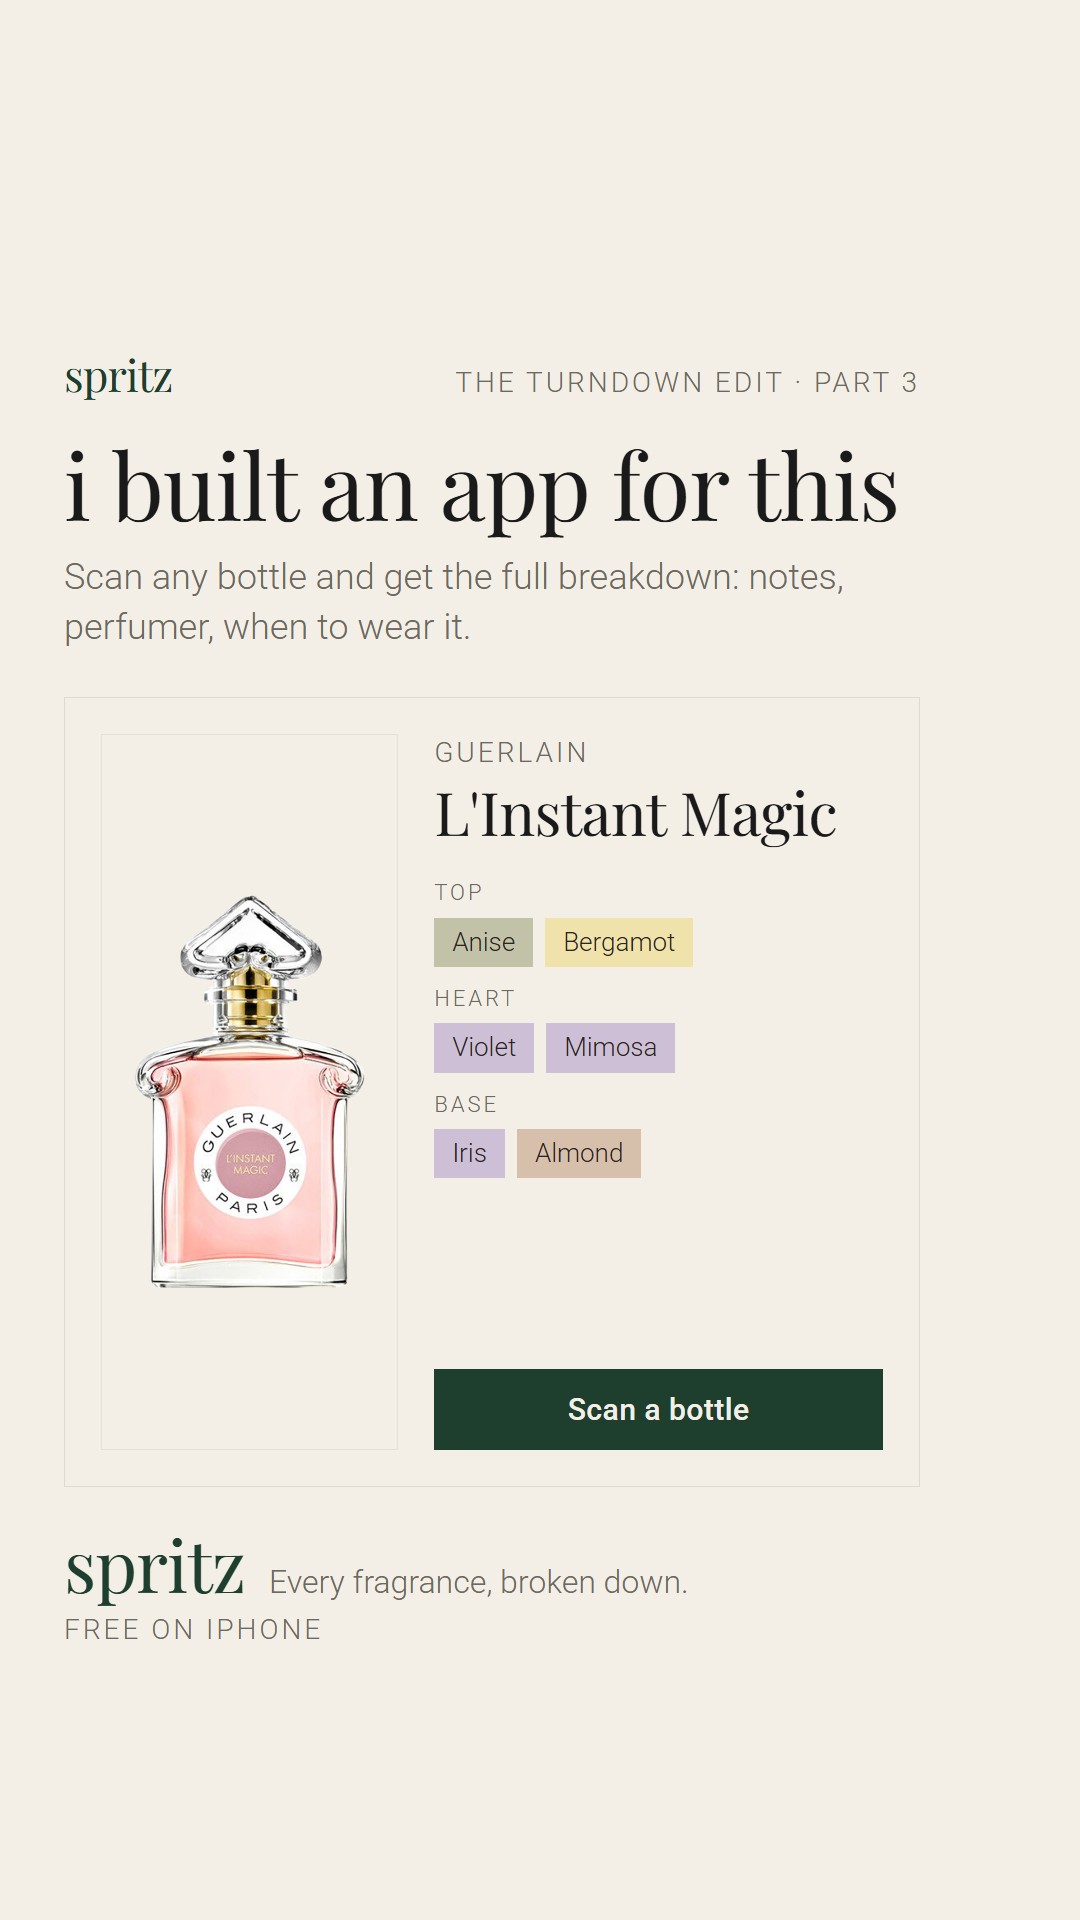 spritz
THE TURNDOWN EDIT · PART 3
i built an app for this
Scan any bottle and get the full breakdown: notes,
perfumer, when to wear it.
GUERLAIN
L'Instant Magic
TOP
Anise Bergamot
HEART
Violet Mimosa
BASE
Iris Almond
GUERLAIN
L'INSTANT
MAGIC
PARIS
Scan a bottle
spritz Every fragrance, broken down.
FREE ON IPHONE